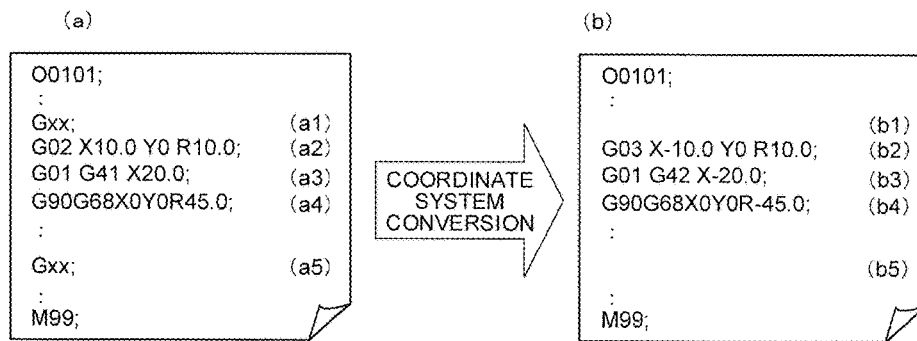 (a)
O0101;
:
Gxx; (a1)
G02 X10.0 Y0 R10.0; (a2)
G01 G41 X20.0; (a3)
G90G68X0Y0R45.0; (a4)
:
Gxx; (a5)
:
M99;
COORDINATE
SYSTEM
CONVERSION
(b)
O0101;
:
(b1)
G03 X-10.0 Y0 R10.0; (b2)
G01 G42 X-20.0; (b3)
G90G68X0Y0R-45.0; (b4)
:
(b5)
:
M99;